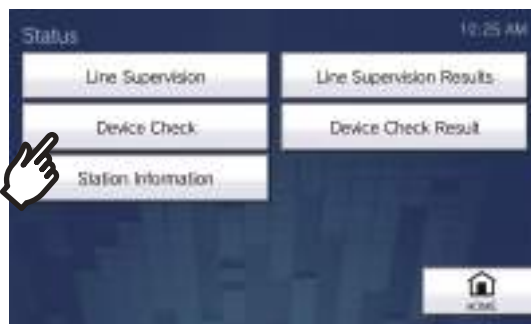 Status
10:25 AM
Line Supervision
Line Supervision Results
Device Check
Device Check Result
Station Information
HOME